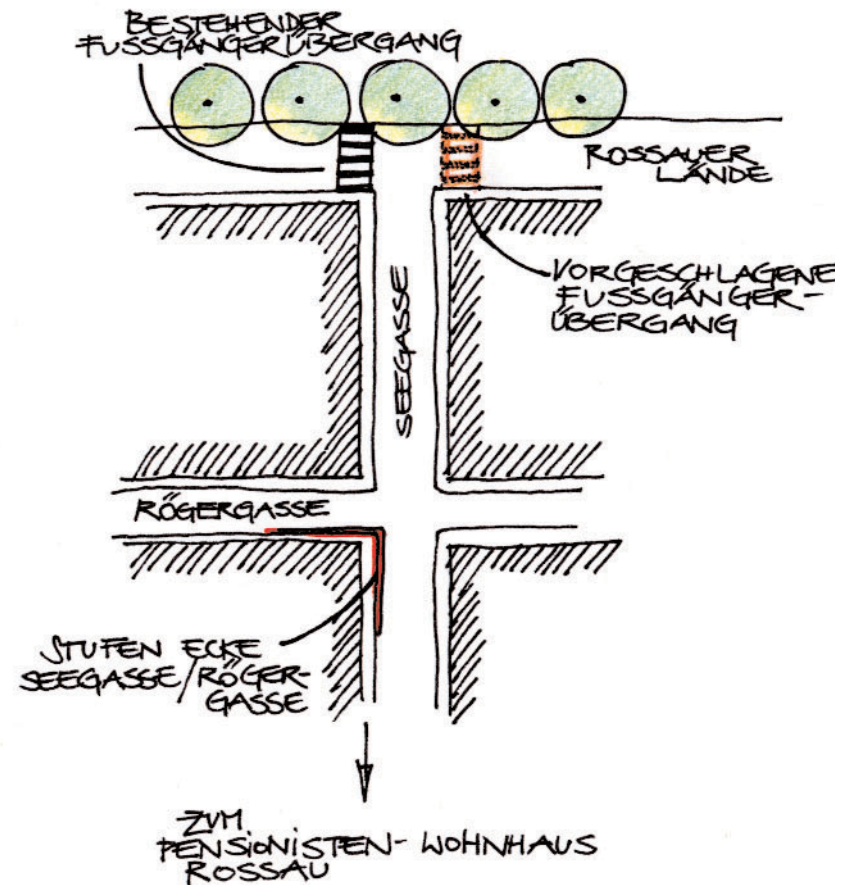 BESTEHENDER
FUSSGÄNGERÜBERGANG
ROSSAUER
LÄNDE
VORGESCHLAGENE
FUSSGÄNGER-
ÜBERGANG
SEEGASSE
RÖGERGASSE
STUFEN ECKE
SEEGASSE/RÖGER-
GASSE
ZUM
PENSIONISTEN-WOHNHAUS
ROSSAU